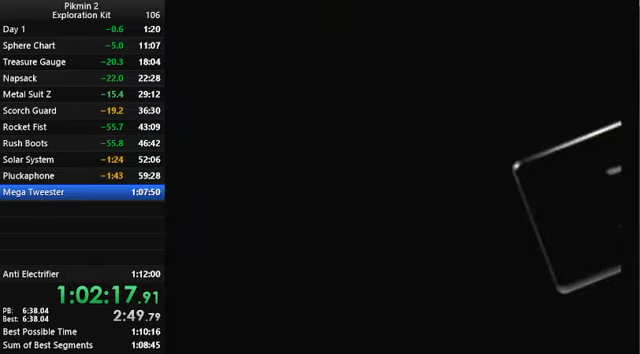 Pikmin 2
Exploration Kit 106
Day 1 -0.6 1:20
Sphere Chart -5.0 11:07
Treasure Gauge -20.3 18:04
Napsack -22.0 22:28
Metal Suit Z -15.4 29:12
Scorch Guard -19.2 36:30
Rocket Fist -55.7 43:09
Rush Boots -55.8 46:42
Solar System -1:24 52:06
Pluckaphone -1:43 59:28
Mega Tweester 1:07:50
Anti Electrifier 1:12:00
1:02:17.91
PB: 6:38.04
Best: 6:38.04 2:49.79
Best Possible Time 1:10:16
Sum of Best Segments 1:08:45